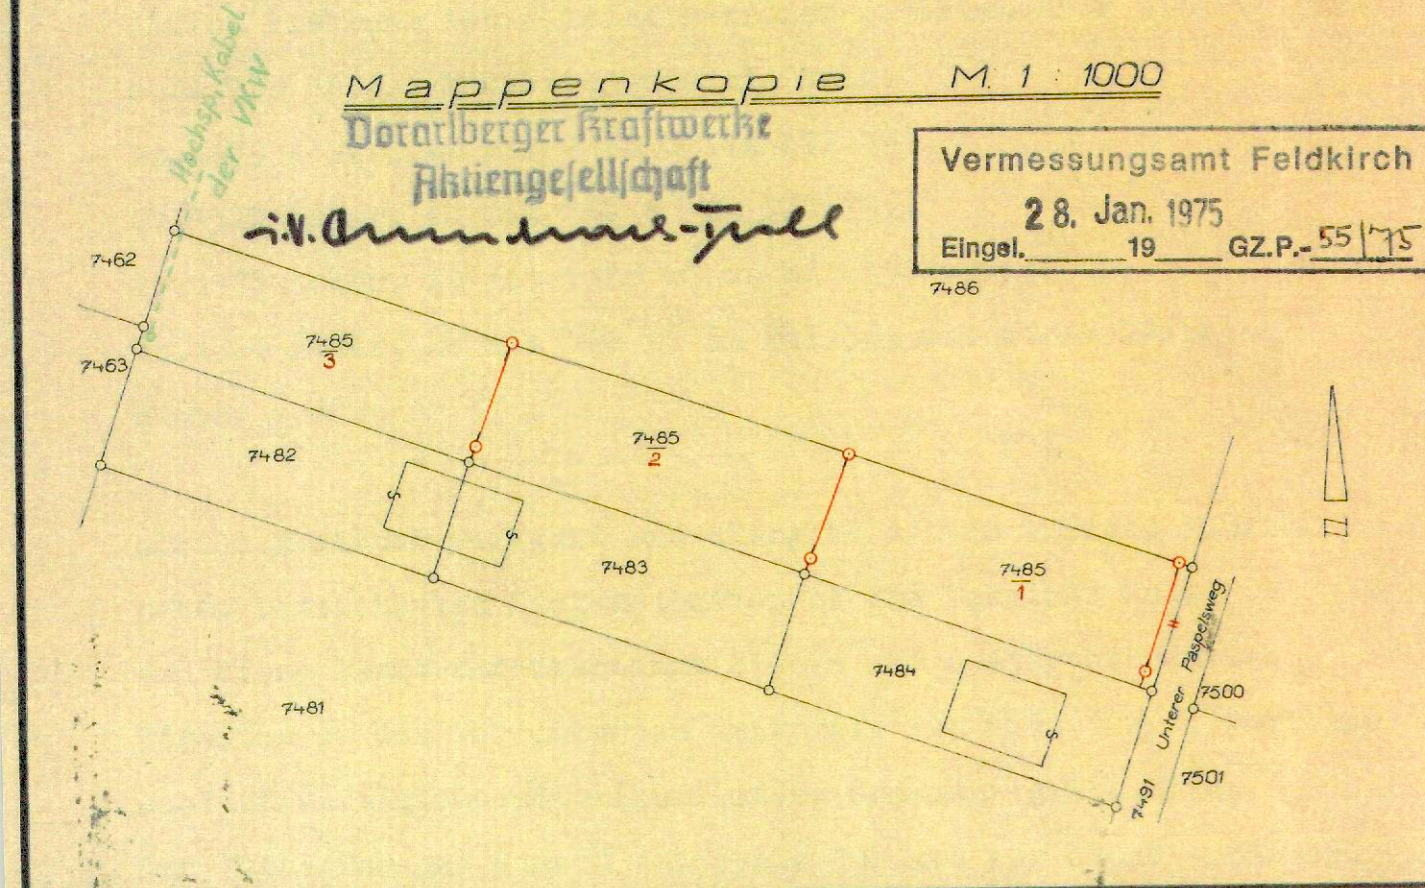 Hochsp. Kabel
der VKW
Mappenkopie M. 1 : 1000
Vorarlberger Kraftwerke
Aktiengesellschaft
i.V.
Vermessungsamt Feldkirch
28. Jan. 1975
Eingel. 19 GZ.P.- 55/75
7486
7462
7485
3
7463
7485
2
7482
7483
7485
1
7484
7481
Unterer Paspelsweg
7500
7501
7491